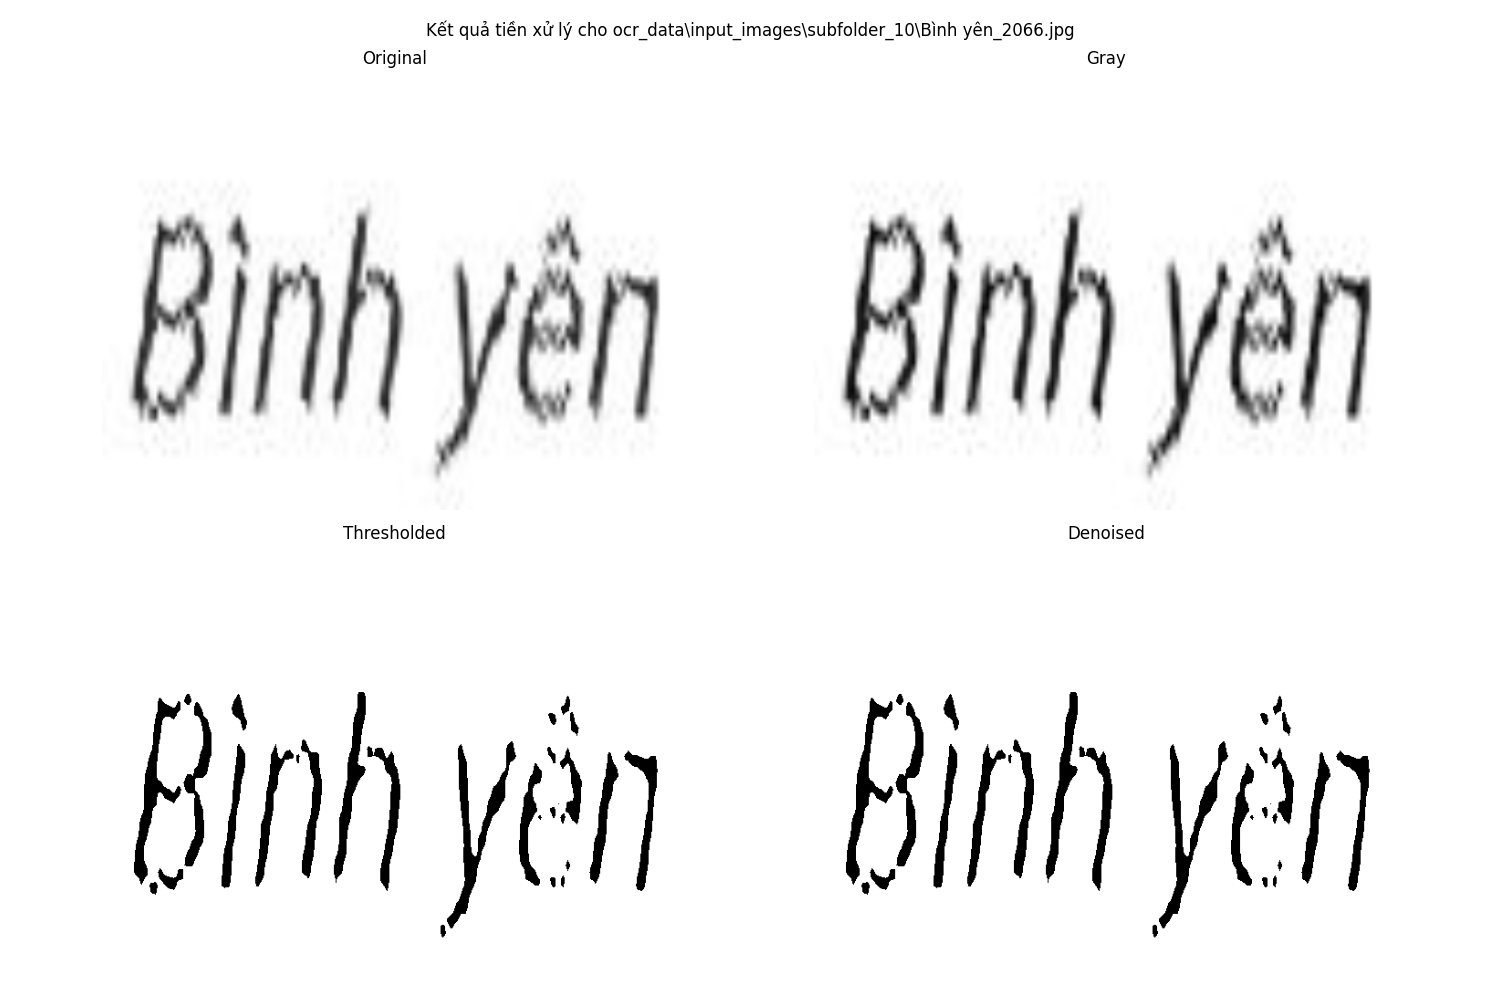 Kết quả tiền xử lý cho ocr_data\input_images\subfolder_10\Bình yên_2066.jpg
Original
Gray
Bình yên
Bình yên
Thresholded
Denoised
Bình yên
Bình yên